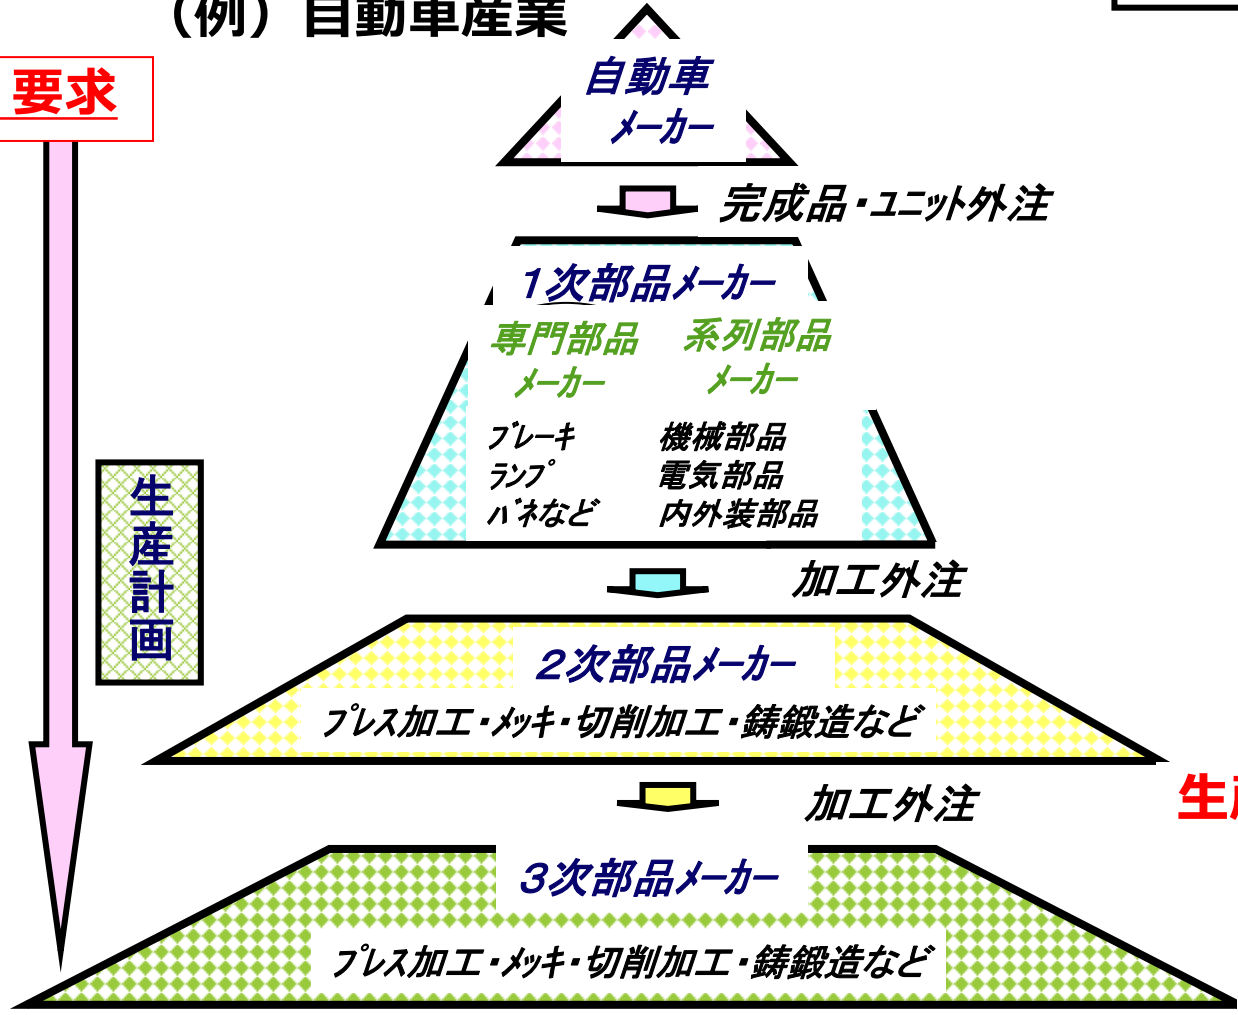 （例）自動車産業
要求
自動車
ﾒｰｶｰ
完成品・ﾕﾆｯﾄ外注
１次部品ﾒｰｶｰ
専門部品
ﾒｰｶｰ
系列部品
ﾒｰｶｰ
ﾌﾞﾚｰｷ
ﾗﾝﾌﾟ
ﾊﾞﾈなど
機械部品
電気部品
内外装部品
生産計画
加工外注
２次部品ﾒｰｶｰ
ﾌﾟﾚｽ加工・ﾒｯｷ・切削加工・鋳鍛造など
加工外注
生産
３次部品ﾒｰｶｰ
ﾌﾟﾚｽ加工・ﾒｯｷ・切削加工・鋳鍛造など